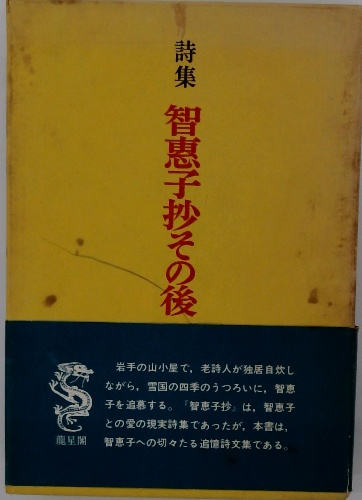 詩集
智惠子抄その後
岩手の山小屋で，老詩人が独居自炊し
ながら，雪国の四季のうつろいに，智恵
子を追慕する。『智恵子抄』は，智恵子
との愛の現実詩集であったが，本書は，
智恵子への切々たる追憶詩文集である。
龍星閣